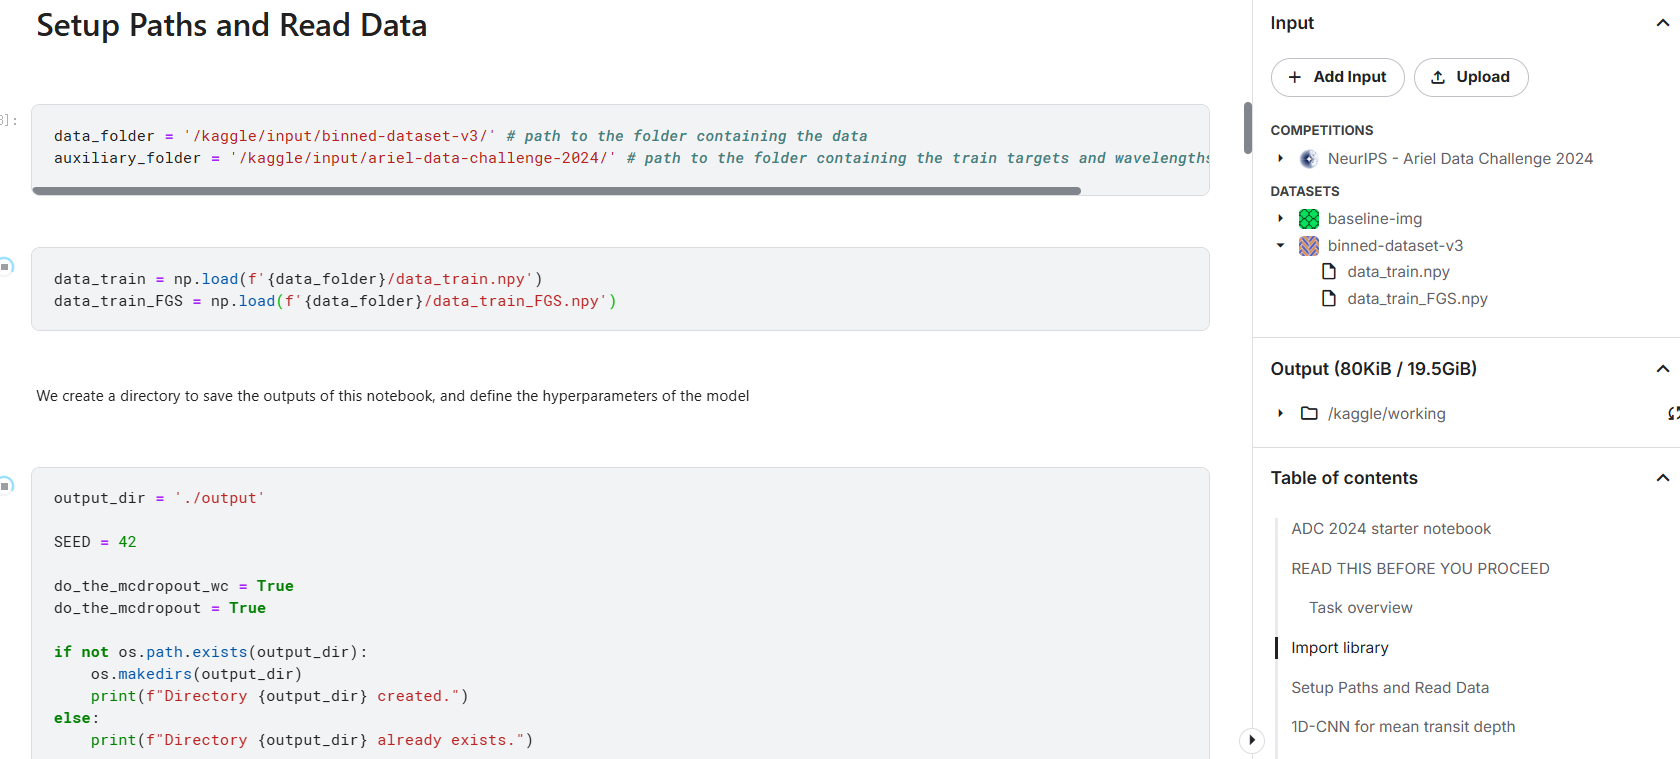 Setup Paths and Read Data
3]:
data_folder = '/kaggle/input/binned-dataset-v3/' # path to the folder containing the data
auxiliary_folder = '/kaggle/input/ariel-data-challenge-2024/' # path to the folder containing the train targets and wavelengths
data_train = np.load(f'{data_folder}/data_train.npy')
data_train_FGS = np.load(f'{data_folder}/data_train_FGS.npy')
We create a directory to save the outputs of this notebook, and define the hyperparameters of the model
output_dir = './output'
SEED = 42
do_the_mcdropout_wc = True
do_the_mcdropout = True
if not os.path.exists(output_dir):
    os.makedirs(output_dir)
    print(f"Directory {output_dir} created.")
else:
    print(f"Directory {output_dir} already exists.")
Input
+ Add Input
Upload
COMPETITIONS
NeurIPS - Ariel Data Challenge 2024
DATASETS
baseline-img
binned-dataset-v3
data_train.npy
data_train_FGS.npy
Output (80KiB / 19.5GiB)
/kaggle/working
Table of contents
ADC 2024 starter notebook
READ THIS BEFORE YOU PROCEED
Task overview
Import library
Setup Paths and Read Data
1D-CNN for mean transit depth